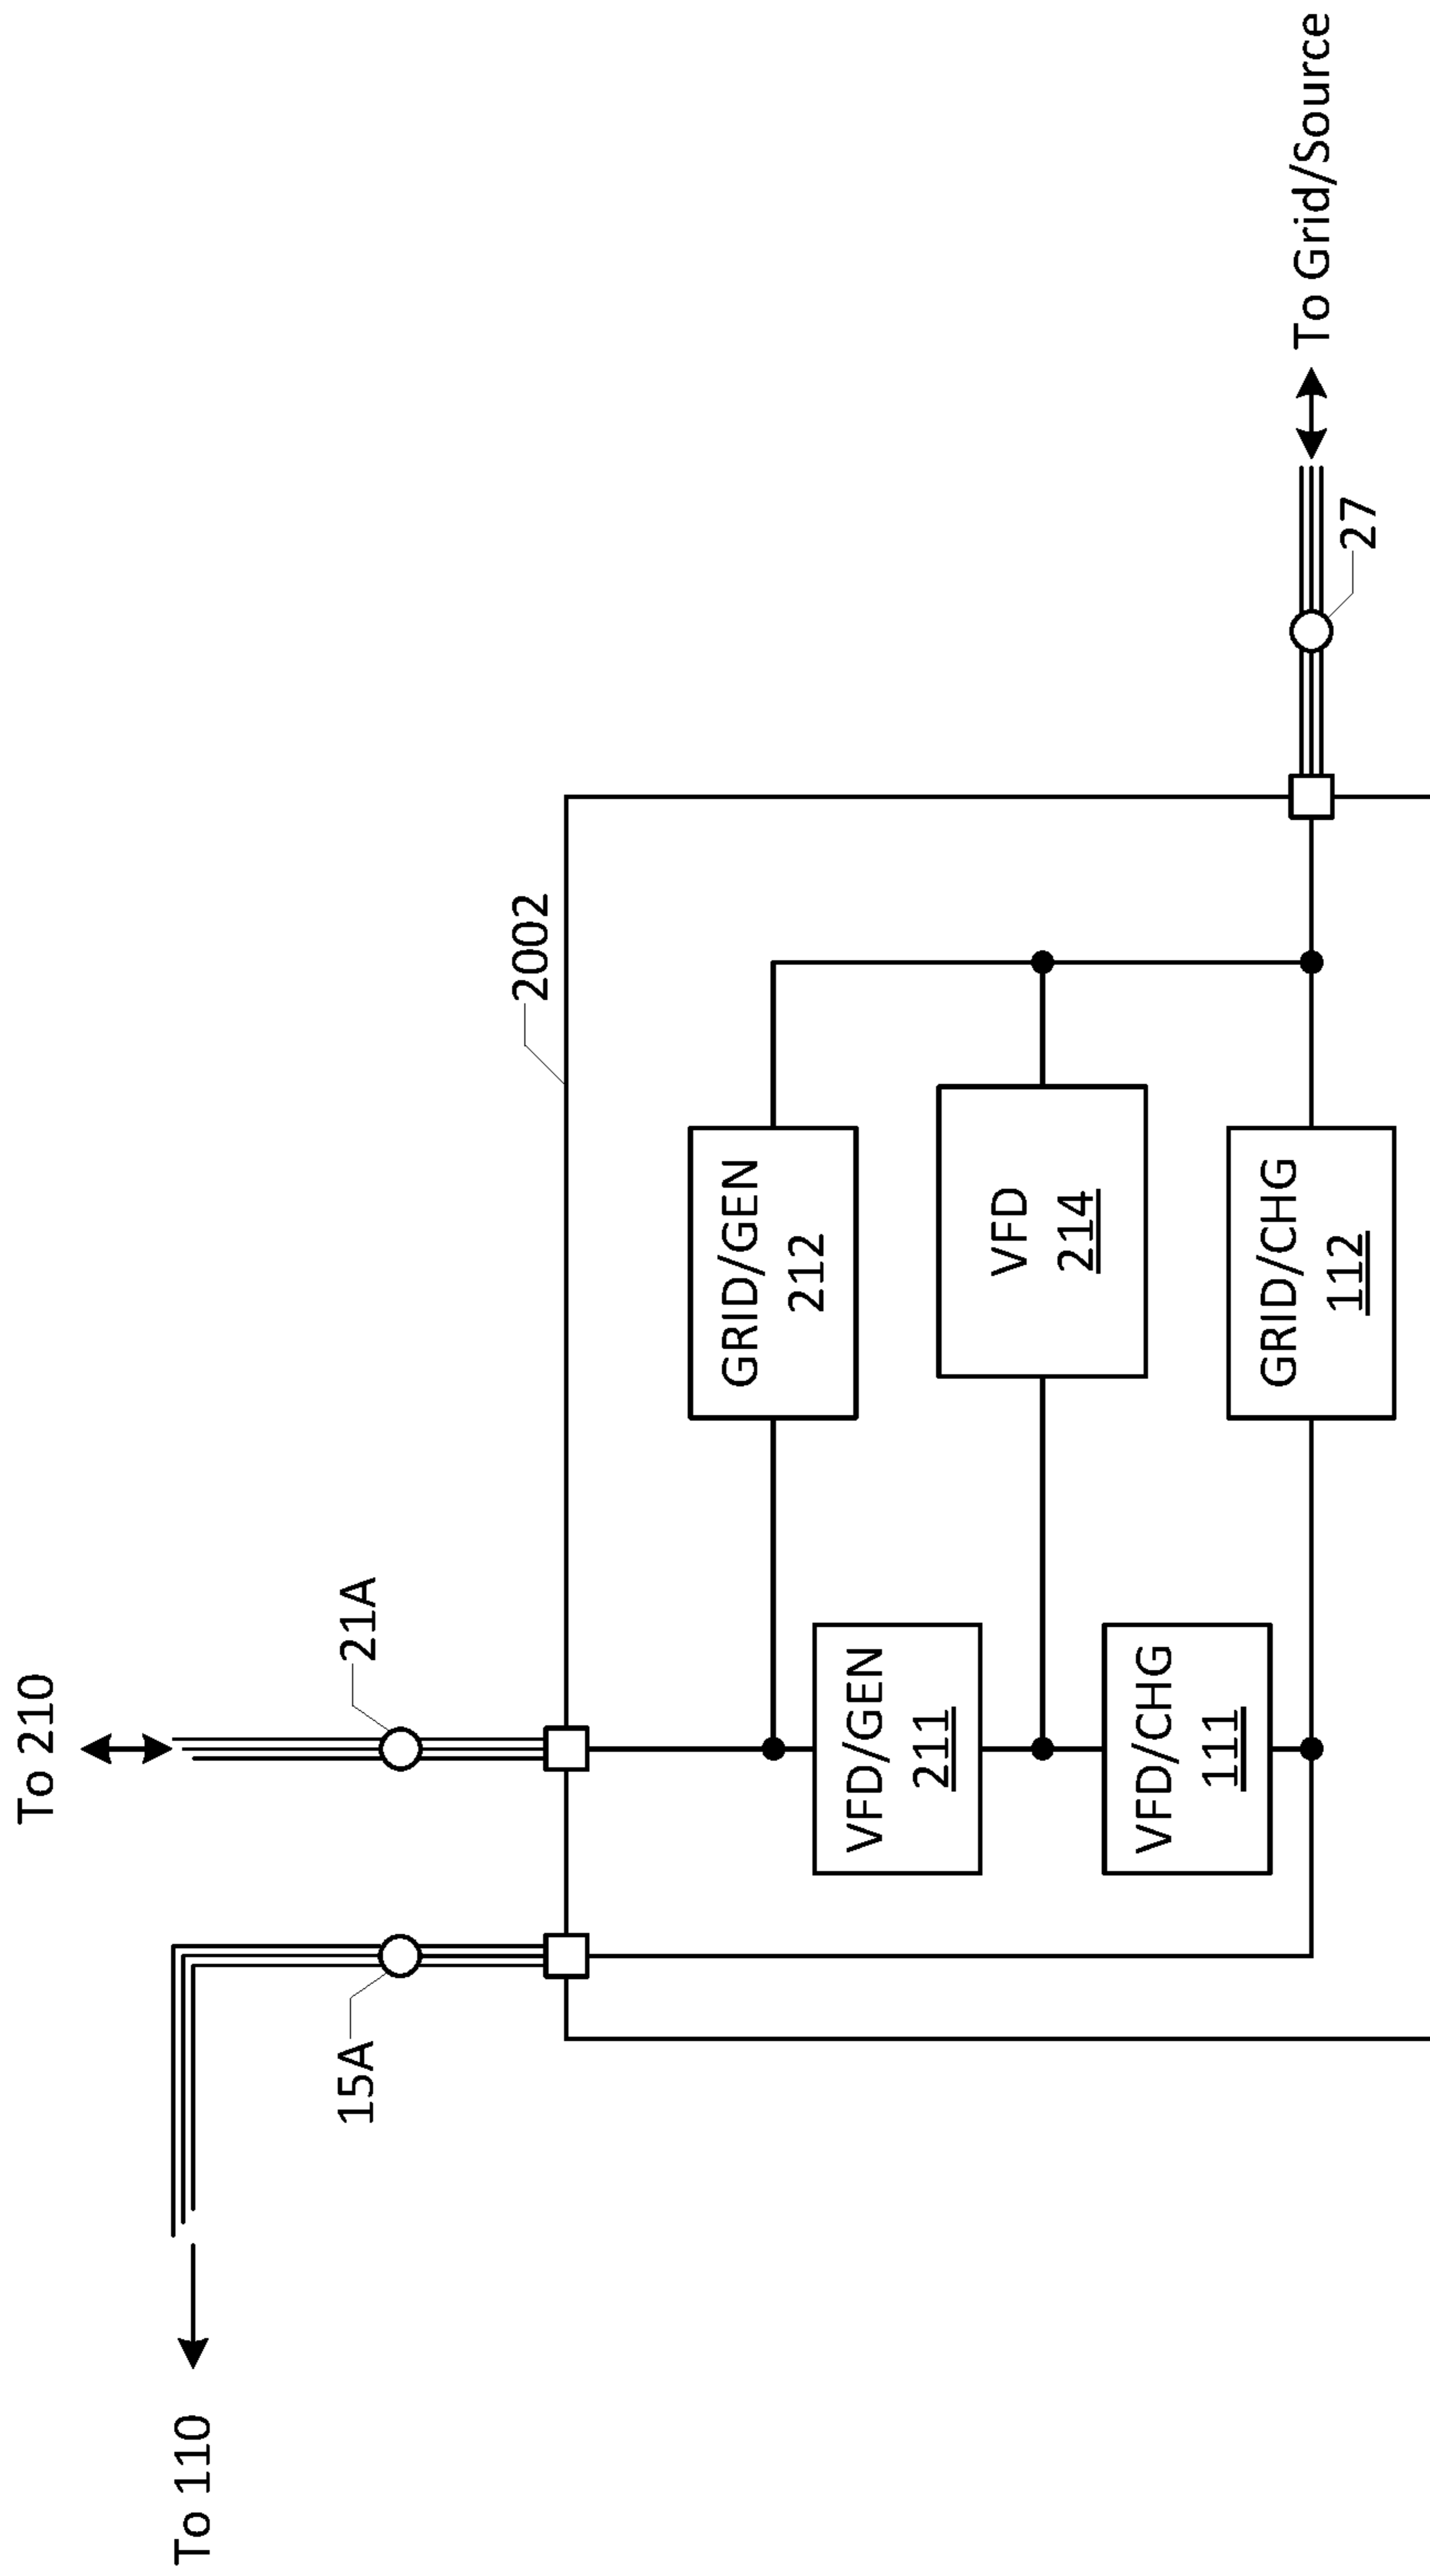 To 110
To 210
15A
21A
2002
GRID/GEN
212
VFD/GEN
211
VFD
214
VFD/CHG
111
GRID/CHG
112
27
To Grid/Source